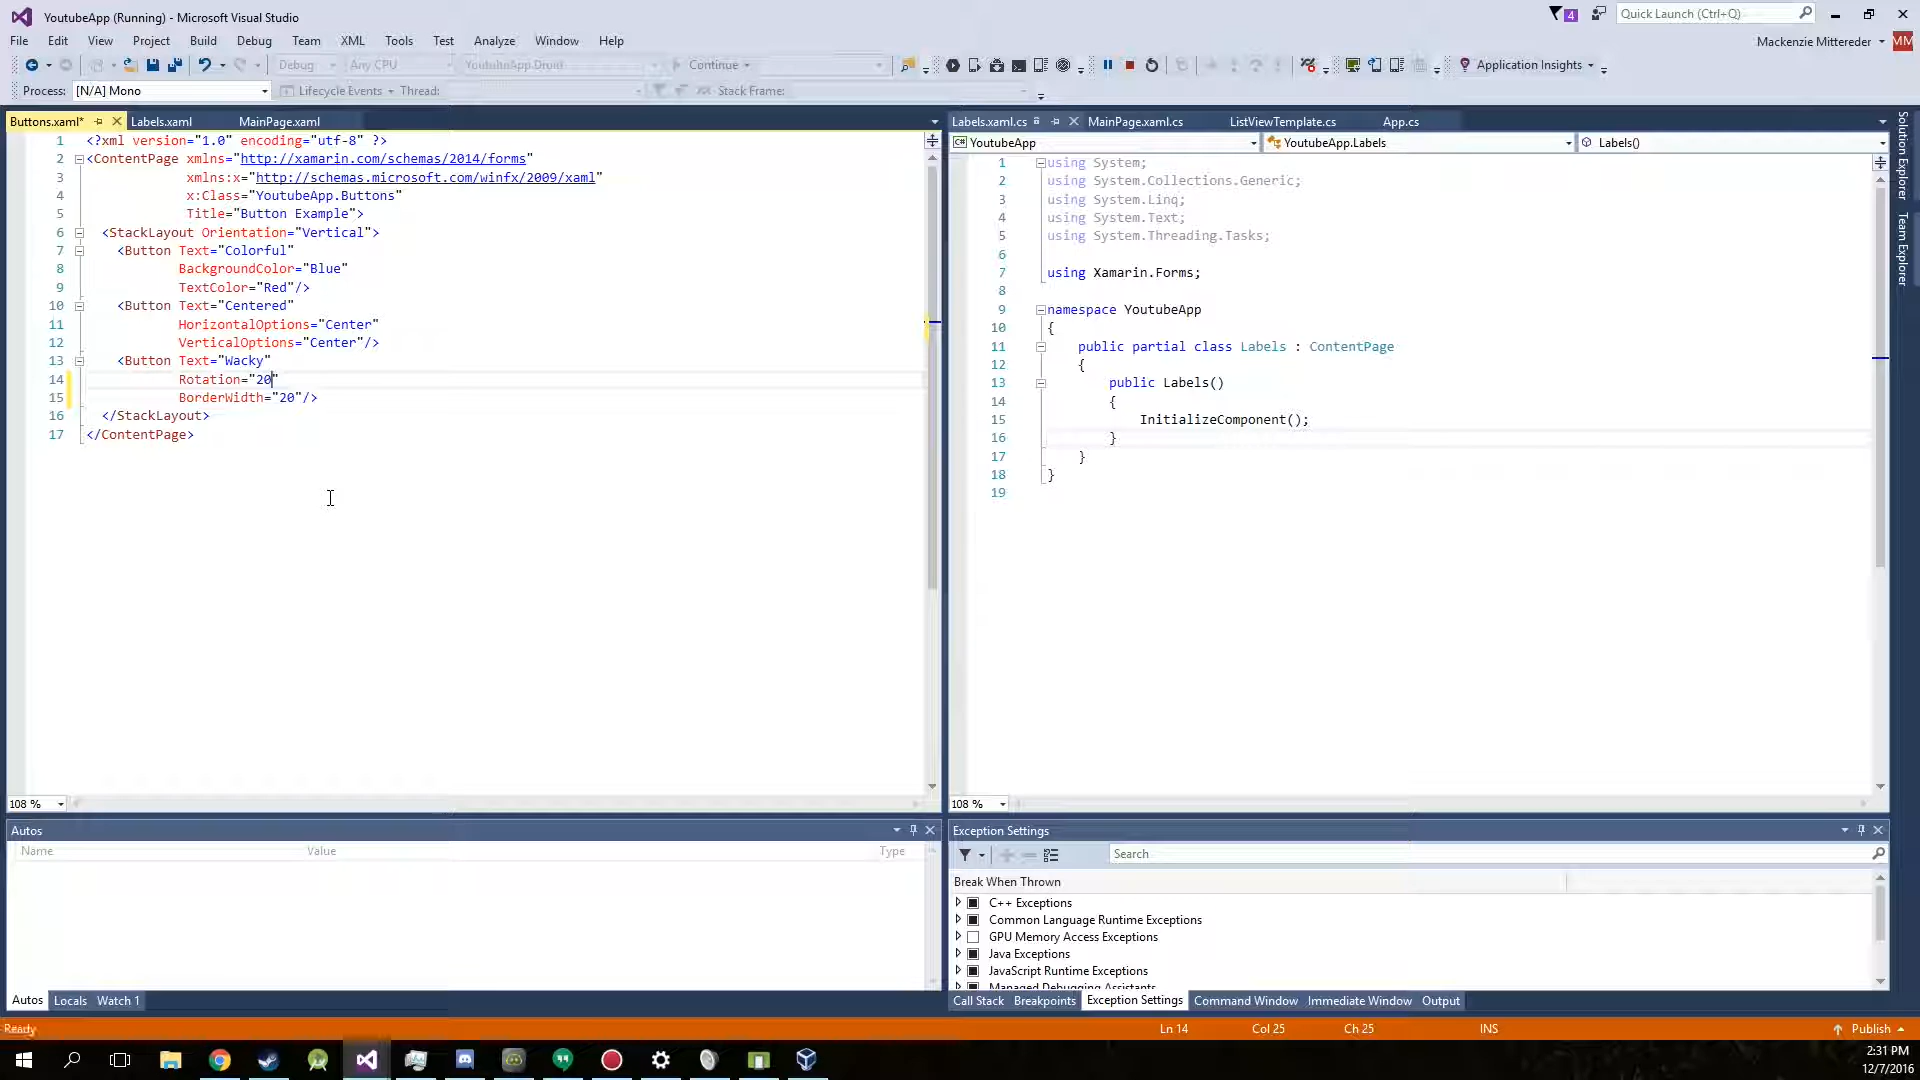 YoutubeApp (Running) - Microsoft Visual Studio
4
Quick Launch (Ctrl+Q)
File Edit View Project Build Debug Team XML Tools Test Analyze Window Help
Mackenzie Mittereder MM
Debug Any CPU YoutubeApp.Droid Continue Application Insights
Process: [N/A] Mono Lifecycle Events Thread: Stack Frame:
Buttons.xaml* Labels.xaml MainPage.xaml
1 <?xml version="1.0" encoding="utf-8" ?>
2 <ContentPage xmlns="http://xamarin.com/schemas/2014/forms"
3 xmlns:x="http://schemas.microsoft.com/winfx/2009/xaml"
4 x:Class="YoutubeApp.Buttons"
5 Title="Button Example">
6 <StackLayout Orientation="Vertical">
7 <Button Text="Colorful"
8 BackgroundColor="Blue"
9 TextColor="Red"/>
10 <Button Text="Centered"
11 HorizontalOptions="Center"
12 VerticalOptions="Center"/>
13 <Button Text="Wacky"
14 Rotation="20"
15 BorderWidth="20"/>
16 </StackLayout>
17 </ContentPage>
108 %
Labels.xaml.cs MainPage.xaml.cs ListViewTemplate.cs App.cs
YoutubeApp YoutubeApp.Labels Labels()
1 using System;
2 using System.Collections.Generic;
3 using System.Linq;
4 using System.Text;
5 using System.Threading.Tasks;
6
7 using Xamarin.Forms;
8
9 namespace YoutubeApp
10 {
11 public partial class Labels : ContentPage
12 {
13 public Labels()
14 {
15 InitializeComponent();
16 }
17 }
18 }
19
108 %
Solution Explorer
Team Explorer
Autos
Name Value Type
Autos Locals Watch 1
Exception Settings
Search
Break When Thrown
C++ Exceptions
Common Language Runtime Exceptions
GPU Memory Access Exceptions
Java Exceptions
JavaScript Runtime Exceptions
Managed Debugging Assistants
Call Stack Breakpoints Exception Settings Command Window Immediate Window Output
Ready Ln 14 Col 25 Ch 25 INS Publish
2:31 PM
12/7/2016